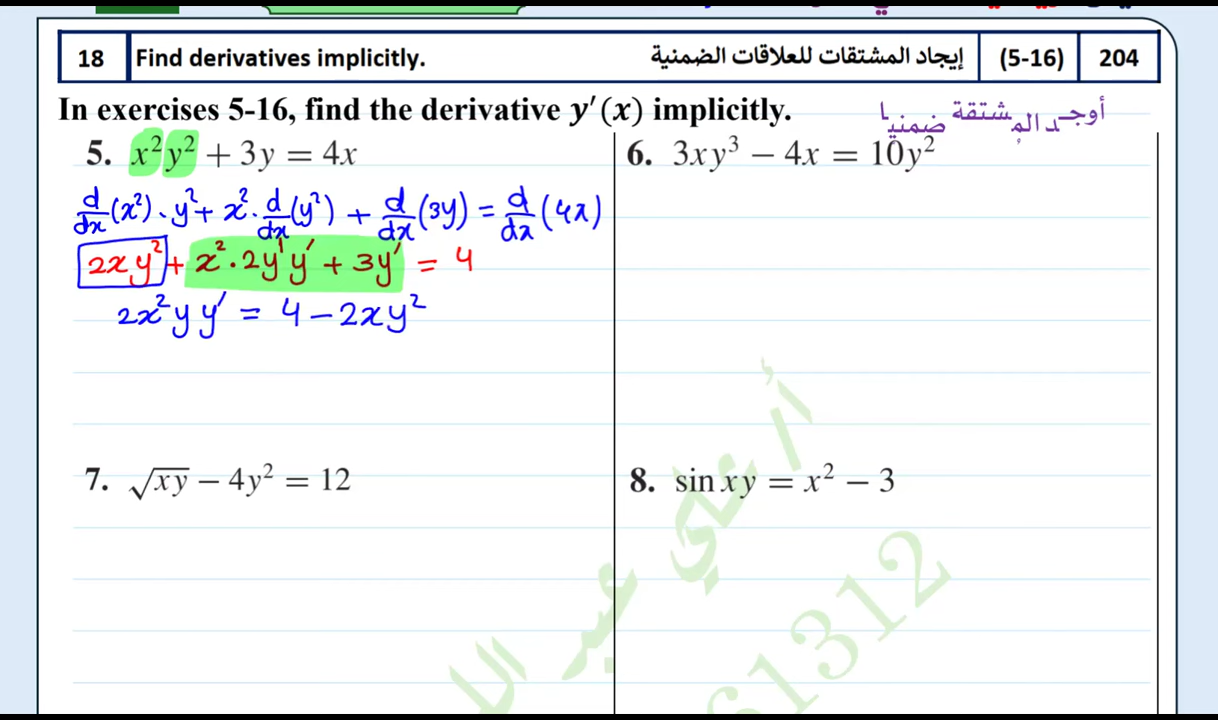 18 Find derivatives implicitly. إيجاد المشتقات للعلاقات الضمنية (5-16) 204
In exercises 5-16, find the derivative y′(x) implicitly. أوجد المشتقة ضمنيا
5. x²y² + 3y = 4x
d/dx (x²) · y² + x² · d/dx (y²) + d/dx (3y) = d/dx (4x)
2xy² + x² · 2y¹y′ + 3y′ = 4
2x²y y′ = 4 − 2xy²
6. 3xy³ − 4x = 10y²
7. √xy − 4y² = 12
8. sin xy = x² − 3
61312